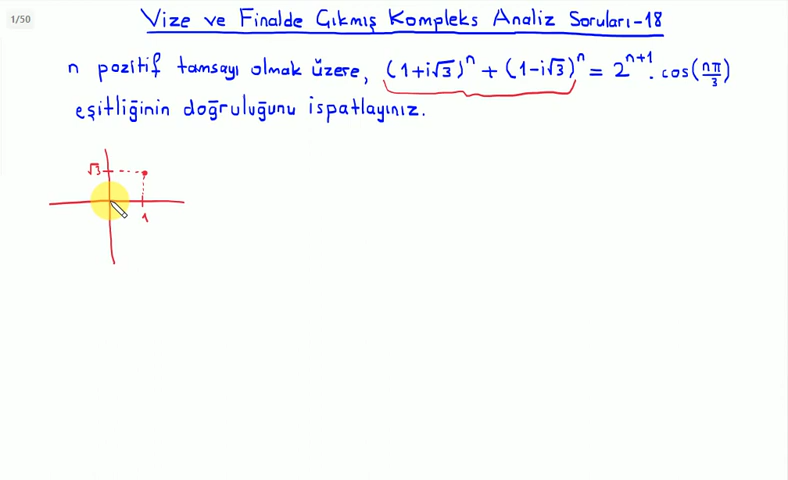 1/50
Vize ve Finalde Çıkmış Kompleks Analiz Soruları-18
n pozitif tamsayı olmak üzere, (1+i√3)^n + (1-i√3)^n = 2^{n+1}. cos(nπ/3)
eşitliğinin doğruluğunu ispatlayınız.
√3
1